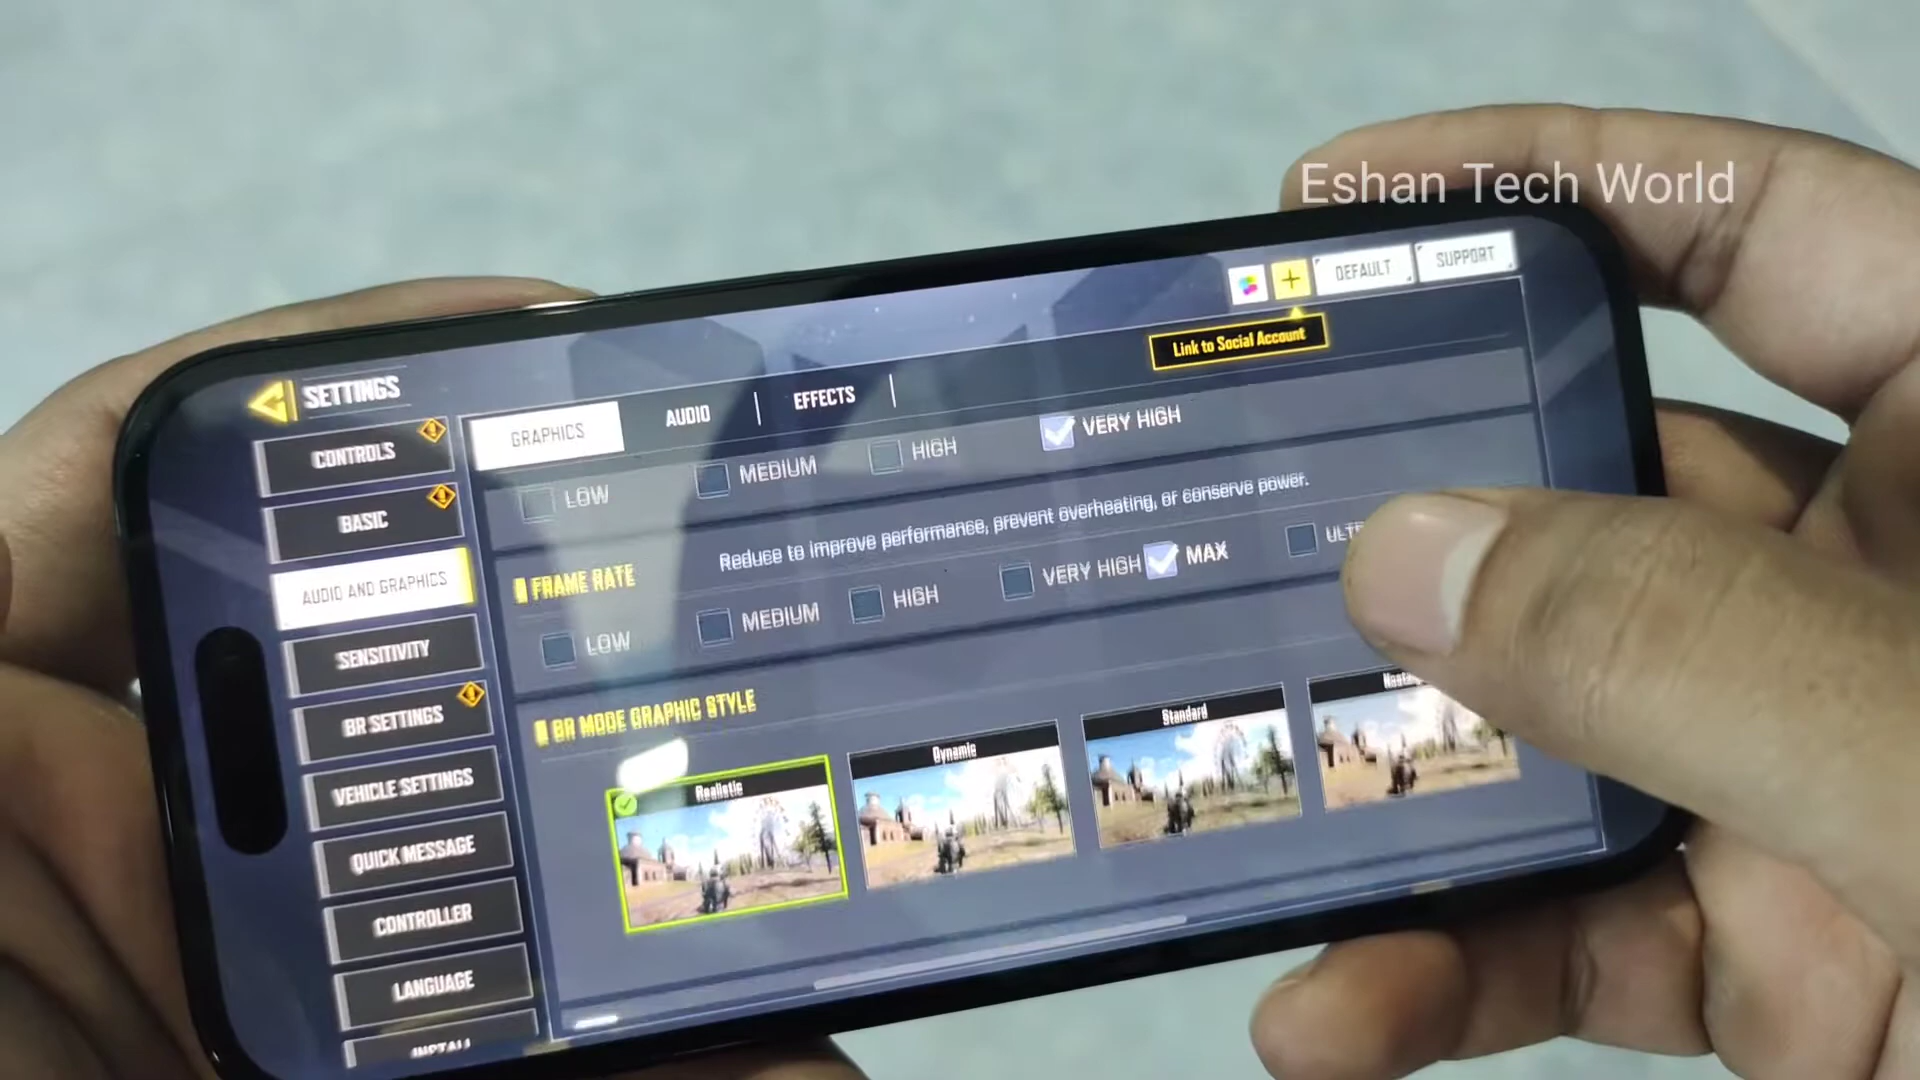 Eshan Tech World
DEFAULT
SUPPORT
Link to Social Account
SETTINGS
CONTROLS
BASIC
AUDIO AND GRAPHICS
SENSITIVITY
BR SETTINGS
VEHICLE SETTINGS
QUICK MESSAGE
CONTROLLER
LANGUAGE
GRAPHICS
AUDIO
EFFECTS
LOW
MEDIUM
HIGH
VERY HIGH
Reduce to improve performance, prevent overheating, or conserve power.
FRAME RATE
LOW
MEDIUM
HIGH
VERY HIGH
MAX
BR MODE GRAPHIC STYLE
Realistic
Dynamic
Standard